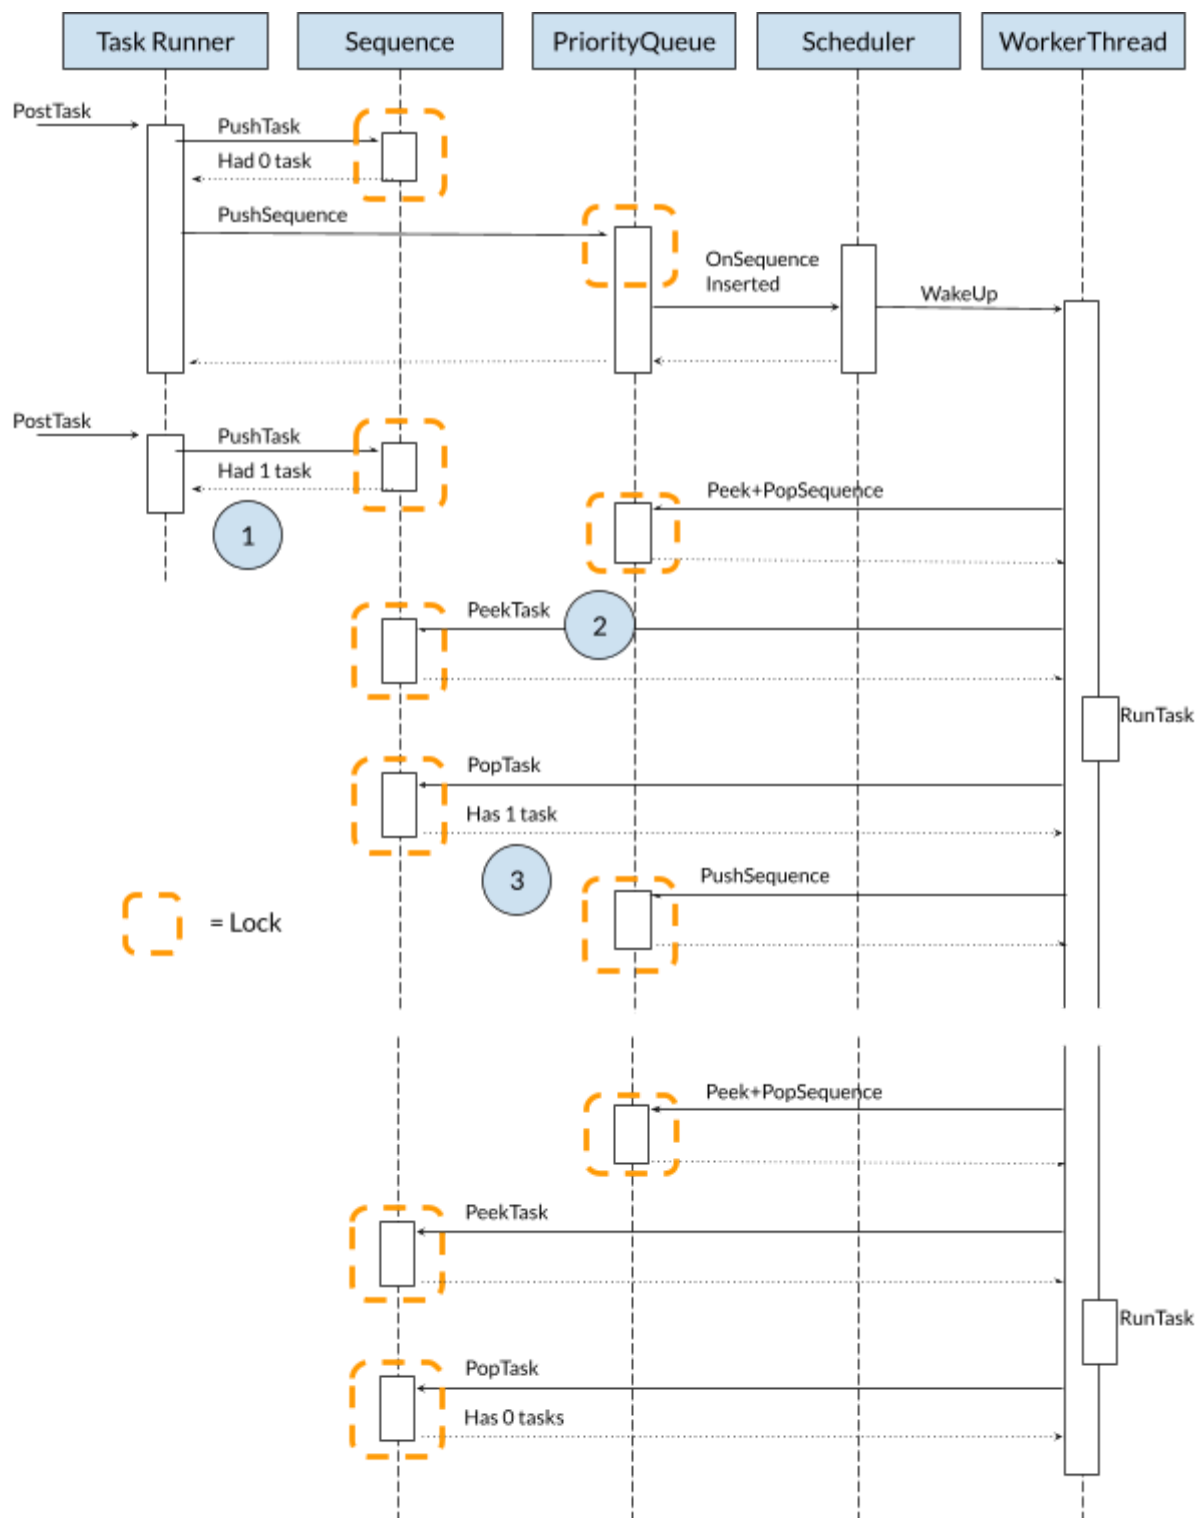 Task Runner
Sequence
PriorityQueue
Scheduler
WorkerThread
PostTask
PushTask
Had 0 task
PushSequence
OnSequence
Inserted
WakeUp
PostTask
PushTask
Had 1 task
Peek+PopSequence
1
PeekTask
2
RunTask
PopTask
Has 1 task
3
PushSequence
= Lock
Peek+PopSequence
PeekTask
RunTask
PopTask
Has 0 tasks